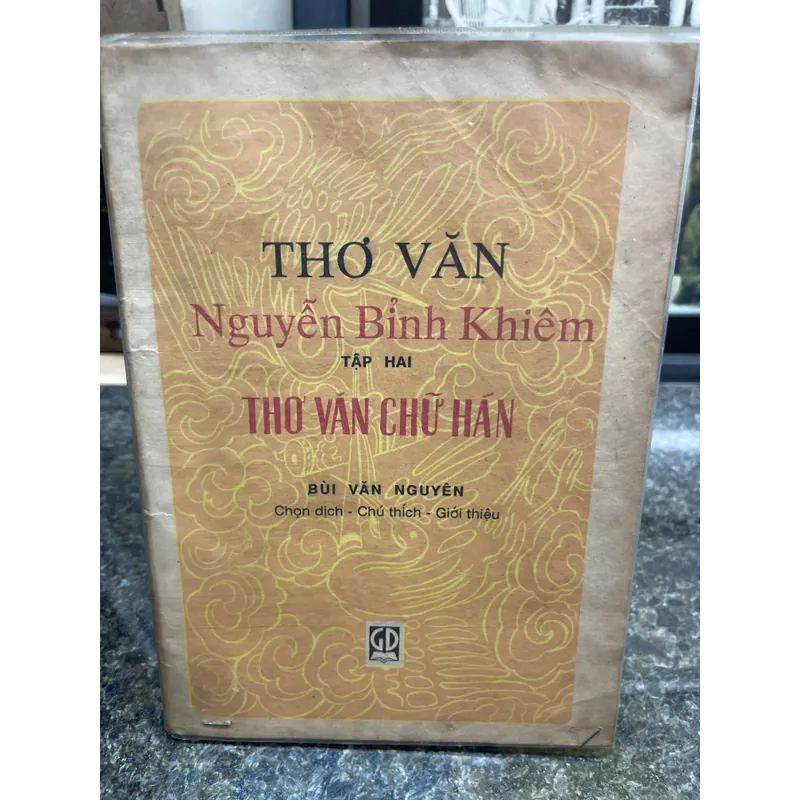 THƠ VĂN
Nguyễn Bỉnh Khiêm
TẬP HAI
THƠ VĂN CHỮ HÁN
BÙI VĂN NGUYÊN
Chọn dịch - Chú thích - Giới thiệu
GD